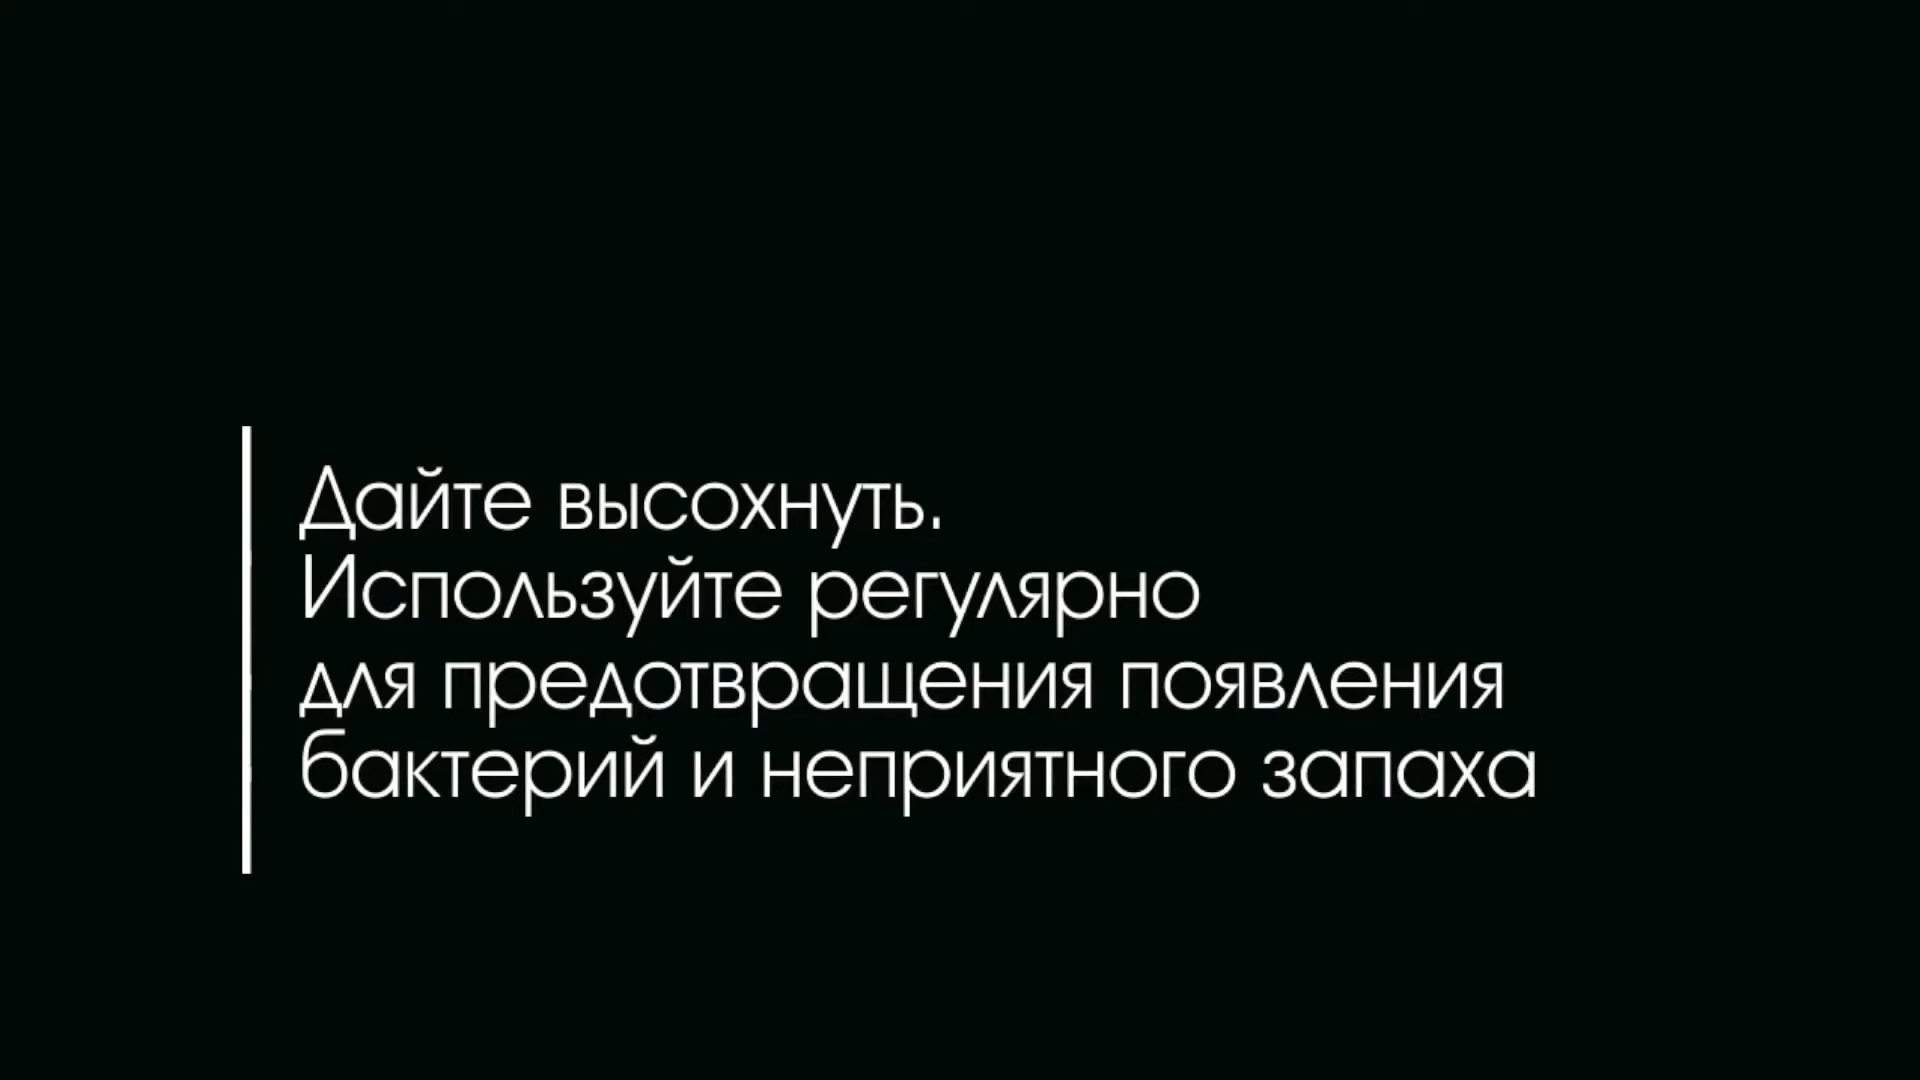 Дайте высохнуть.
Используйте регулярно
для предотвращения появления
бактерий и неприятного запаха